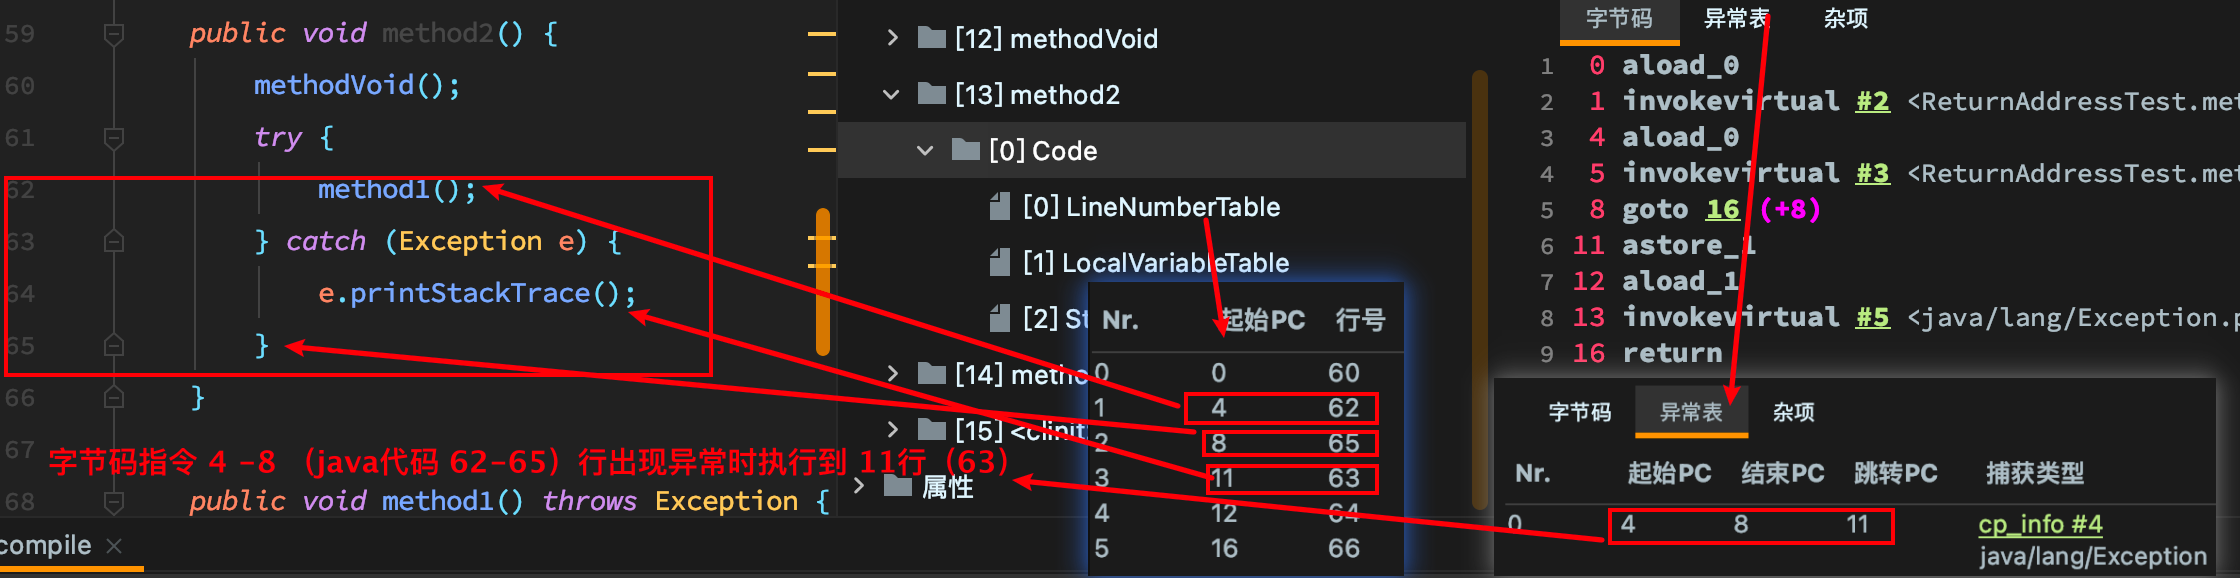 59 public void method2() {
60 methodVoid();
61 try {
62 method1();
63 } catch (Exception e) {
64 e.printStackTrace();
65 }
66 }
67
字节码指令 4 -8 （java代码 62-65）行出现异常时执行到 11行（63）
68 public void method1() throws Exception {
compile ×
[12] methodVoid
[13] method2
[0] Code
[0] LineNumberTable
[1] LocalVariableTable
[2] St
[14] metho
[15] <clinit
属性
Nr. 起始PC 行号
0 0 60
1 4 62
2 8 65
3 11 63
4 12 64
5 16 66
字节码 异常表 杂项
1 0 aload_0
2 1 invokevirtual #2 <ReturnAddressTest.met
3 4 aload_0
4 5 invokevirtual #3 <ReturnAddressTest.met
5 8 goto 16 (+8)
6 11 astore_1
7 12 aload_1
8 13 invokevirtual #5 <java/lang/Exception.p
9 16 return
字节码 异常表 杂项
Nr. 起始PC 结束PC 跳转PC 捕获类型
0 4 8 11 cp_info #4
java/lang/Exception